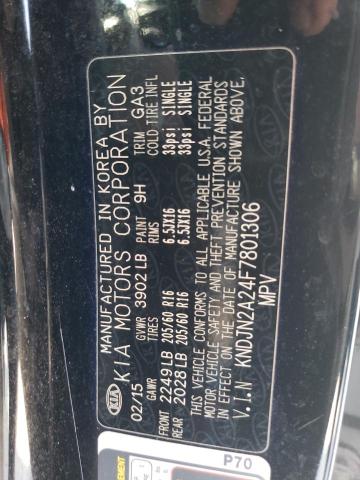 MANUFACTURED IN KOREA BY
KIA KIA MOTORS CORPORATION
02/15 GVWR 3902LB PAINT 9H TRIM GA3
GAWR TIRES RIMS COLD TIRE INFL
FRONT 2249LB 205/60 R16 6.5JX16 33psi SINGLE
REAR 2028LB 205/60 R16 6.5JX16 33psi SINGLE
THIS VEHICLE CONFORMS TO ALL APPLICABLE U.S.A. FEDERAL
MOTOR VEHICLE SAFETY AND THEFT PREVENTION STANDARDS
IN EFFECT ON THE DATE OF MANUFACTURE SHOWN ABOVE.
V.I.N KNDJN2A24F7801306
MPV
P70